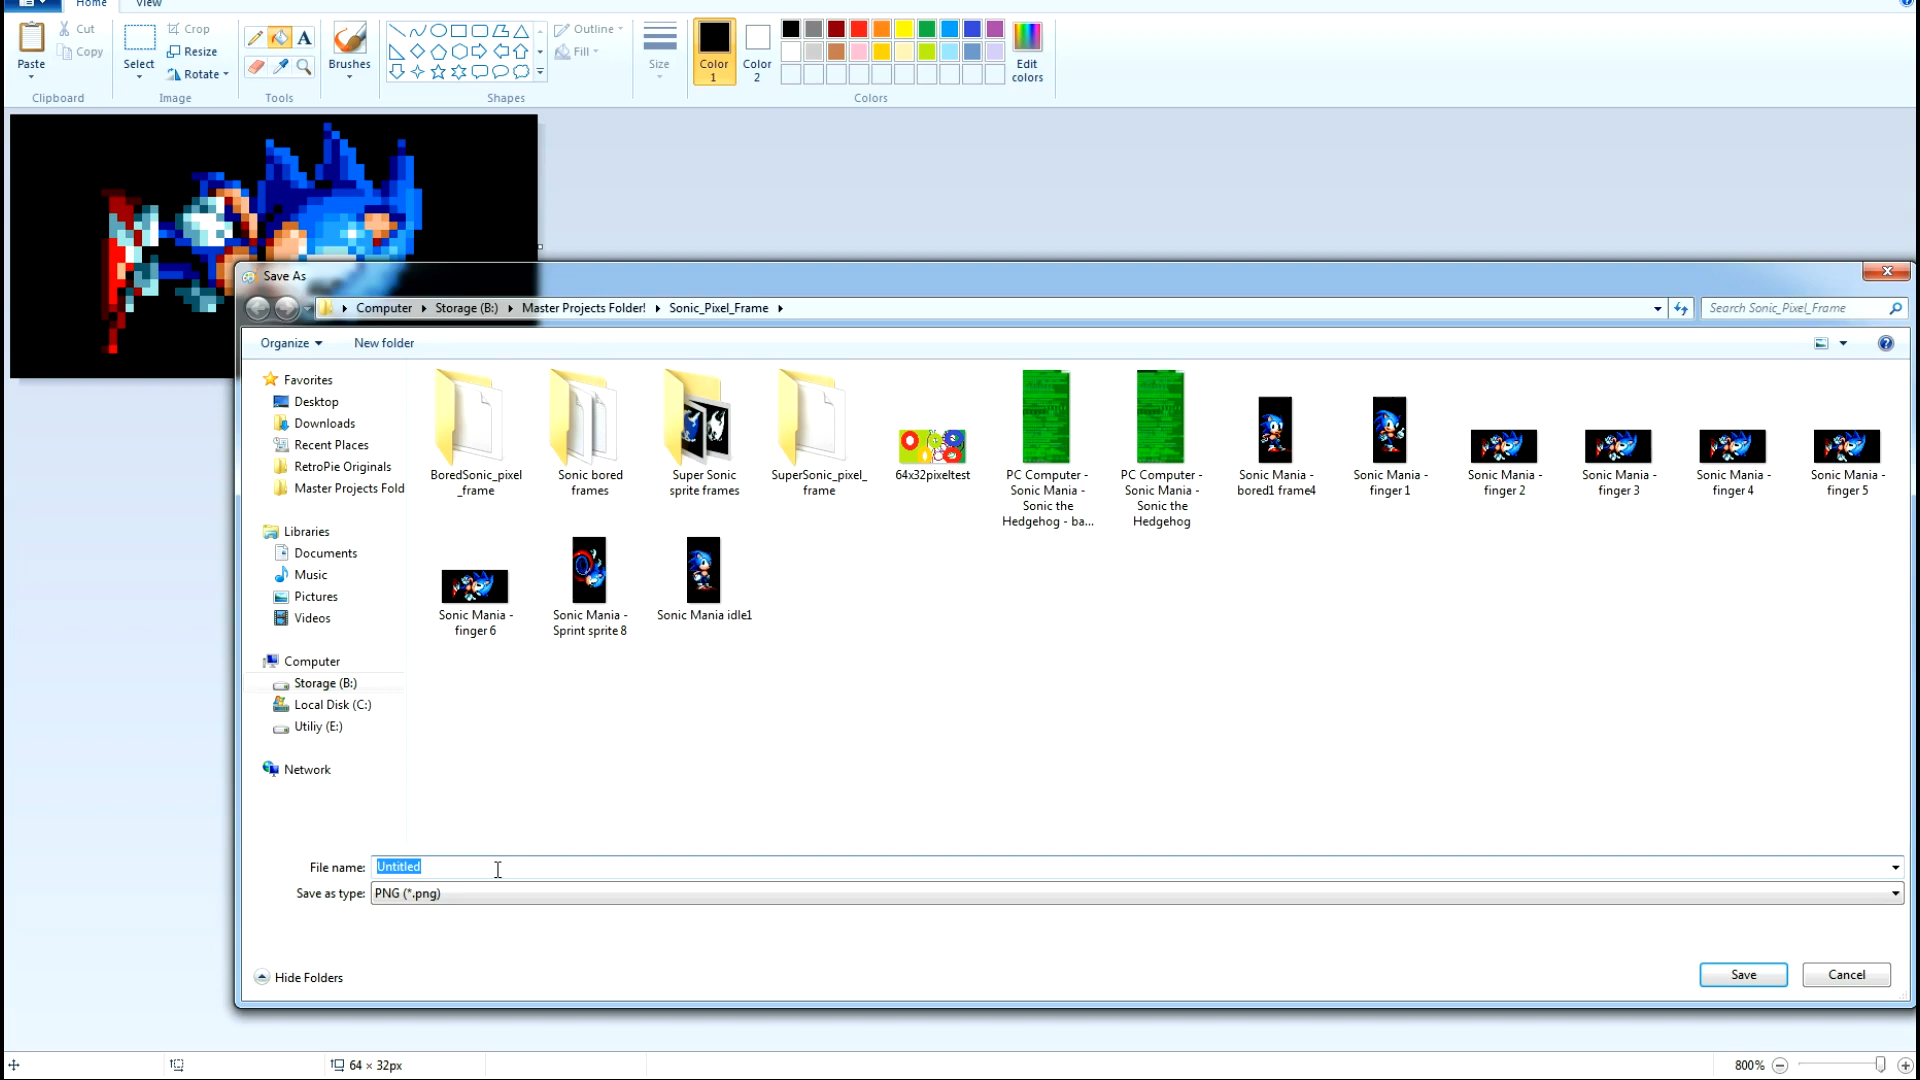 Home View
Paste
Cut
Copy
Clipboard
Select
Crop
Resize
Rotate
Image
Tools
Brushes
Shapes
Outline
Fill
Size
Color 1
Color 2
Edit colors
Colors
Save As
Computer Storage (B:) Master Projects Folder! Sonic_Pixel_Frame
Search Sonic_Pixel_Frame
Organize New folder
Favorites
Desktop
Downloads
Recent Places
RetroPie Originals
Master Projects Fold
Libraries
Documents
Music
Pictures
Videos
Computer
Storage (B:)
Local Disk (C:)
Utiliy (E:)
Network
BoredSonic_pixel
_frame
Sonic bored
frames
Super Sonic
sprite frames
SuperSonic_pixel_
frame
64x32pixeltest
PC Computer -
Sonic Mania -
Sonic the
Hedgehog - ba...
PC Computer -
Sonic Mania -
Sonic the
Hedgehog
Sonic Mania -
bored1 frame4
Sonic Mania -
finger 1
Sonic Mania -
finger 2
Sonic Mania -
finger 3
Sonic Mania -
finger 4
Sonic Mania -
finger 5
Sonic Mania -
finger 6
Sonic Mania -
Sprint sprite 8
Sonic Mania idle1
File name: Untitled
Save as type: PNG (*.png)
Hide Folders
Save Cancel
64 × 32px
800%